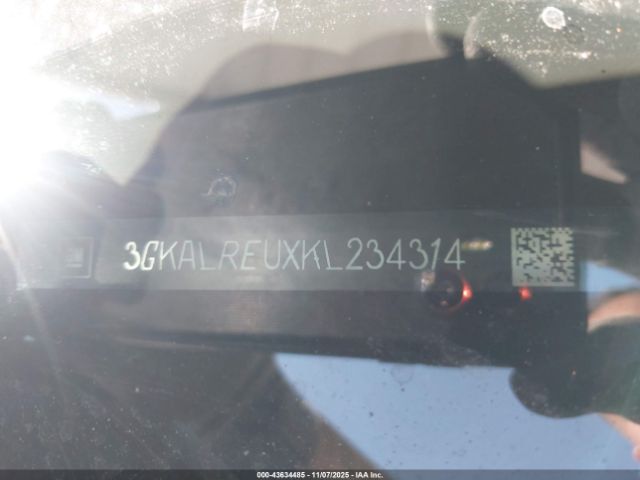 3GKALREUXKL234314
000-43634485 - 11/07/2025 - IAA Inc.